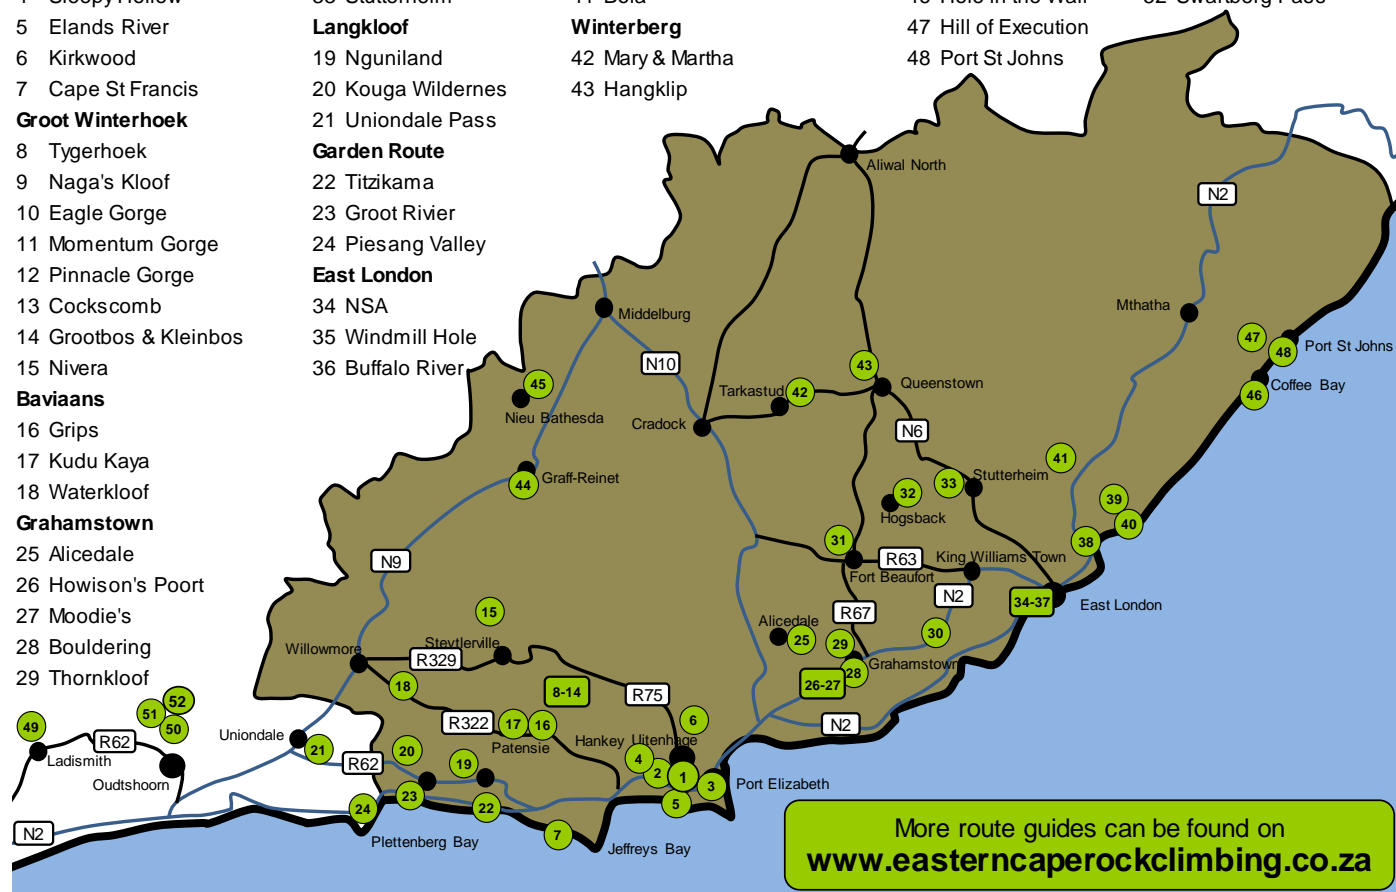 5 Elands River
6 Kirkwood
7 Cape St Francis
Groot Winterhoek
8 Tygerhoek
9 Naga's Kloof
10 Eagle Gorge
11 Momentum Gorge
12 Pinnacle Gorge
13 Cockscomb
14 Grootbos & Kleinbos
15 Nivera
Baviaans
16 Grips
17 Kudu Kaya
18 Waterkloof
Grahamstown
25 Alicedale
26 Howison's Poort
27 Moodie's
28 Bouldering
29 Thornkloof
Langkloof
19 Nguniland
20 Kouga Wildernes
21 Uniondale Pass
Garden Route
22 Titzikama
23 Groot Rivier
24 Piesang Valley
East London
34 NSA
35 Windmill Hole
36 Buffalo River
Winterberg
42 Mary & Martha
43 Hangklip
47 Hill of Execution
48 Port St Johns
Aliwal North
N2
Middelburg
Mthatha
47
48
Port St Johns
N10
43
45
Tarkastud
42
Queenstown
Coffee Bay
46
Nieu Bathesda
Cradock
N6
41
Graff-Reinet
44
33
Stutterheim
32
Hogsback
39
40
38
31
R63
King Williams Town
Fort Beaufort
N9
N2
34-37
East London
15
R67
Alicedale
25
29
30
Willowmore
Steytlerville
R329
Grahamstown
28
26-27
18
8-14
R75
52
51
50
49
R62
Ladismith
Oudtshoorn
Uniondale
21
R62
20
19
R322
17
16
Patensie
6
Hankey
Uitenhage
4
2
1
3
5
Port Elizabeth
N2
N2
24
23
22
7
Plettenberg Bay
Jeffreys Bay
More route guides can be found on
www.easterncaperockclimbing.co.za